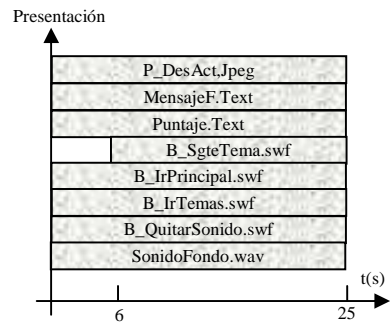 Presentación
P_DesAct,Jpeg
MensajeF.Text
Puntaje.Text
B_SgteTema.swf
B_IrPrincipal.swf
B_IrTemas.swf
B_QuitarSonido.swf
SonidoFondo.wav
t(s)
6 25